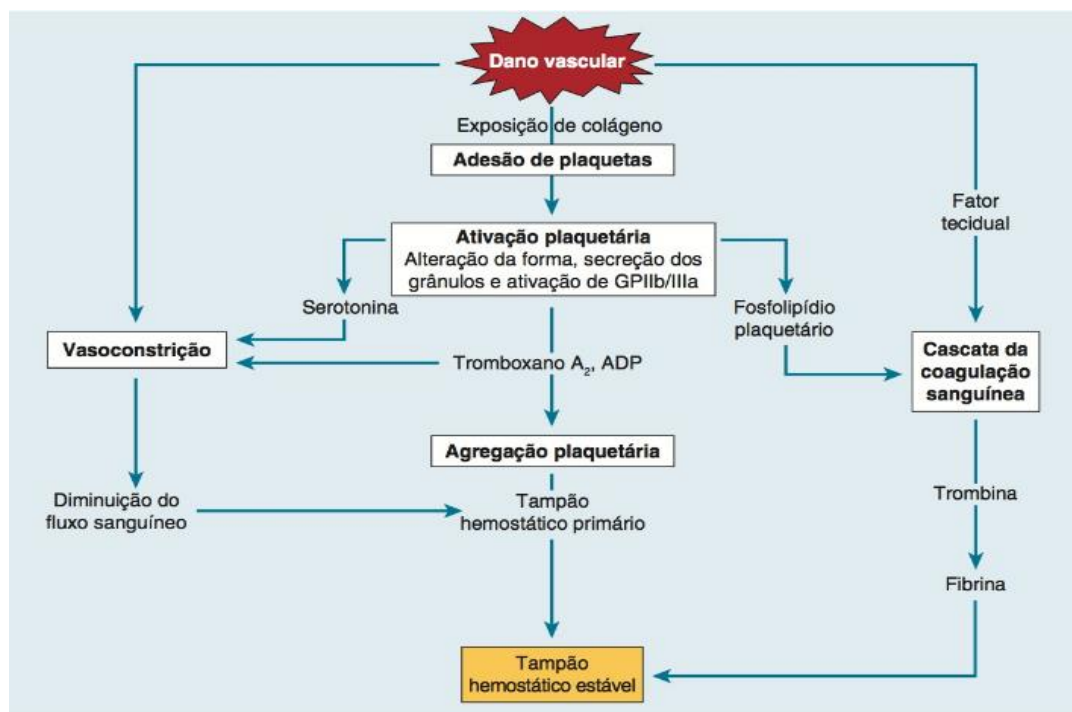 Dano vascular
Exposição de colágeno
Adesão de plaquetas
Fator
tecidual
Ativação plaquetária
Alteração da forma, secreção dos
grânulos e ativação de GPIIb/IIIa
Serotonina
Fosfolipídio
plaquetário
Vasoconstrição
Tromboxano A₂, ADP
Cascata da
coagulação
sanguínea
Agregação plaquetária
Diminuição do
fluxo sanguíneo
Tampão
hemostático primário
Trombina
Fibrina
Tampão
hemostático estável